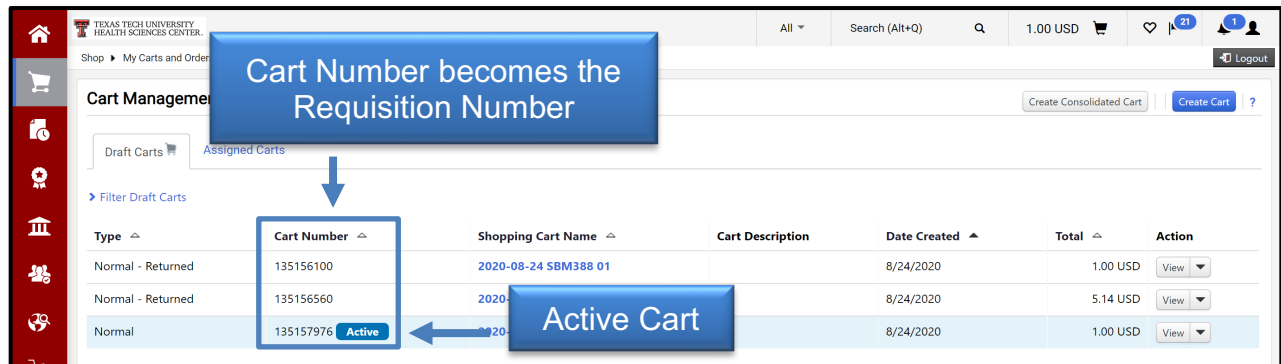 TEXAS TECH UNIVERSITY
HEALTH SCIENCES CENTER.
All
Search (Alt+Q)
1.00 USD
21
1
Shop My Carts and Order
Logout
Cart Number becomes the
Requisition Number
Create Consolidated Cart
Create Cart
?
Draft Carts
Assigned Carts
Filter Draft Carts
Type Cart Number Shopping Cart Name Cart Description Date Created Total Action
Normal - Returned 135156100 2020-08-24 SBM388 01 8/24/2020 1.00 USD View
Normal - Returned 135156560 8/24/2020 5.14 USD View
Normal 135157976 Active 8/24/2020 1.00 USD View
Active Cart